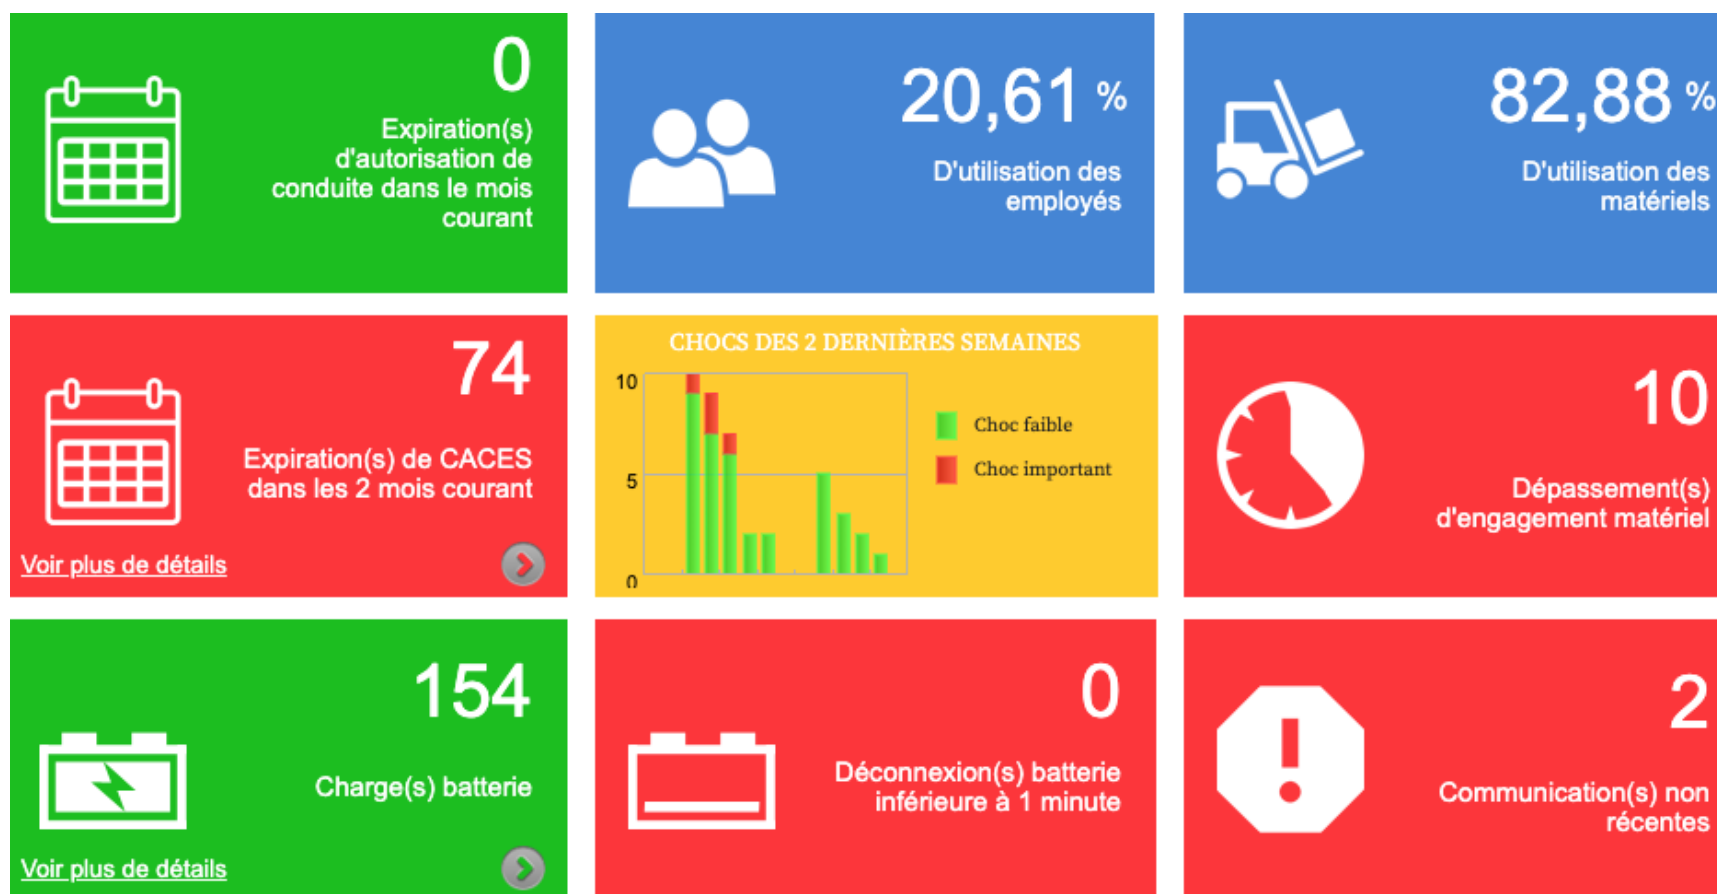 0
Expiration(s)
d'autorisation de
conduite dans le mois
courant
20,61 %
D'utilisation des
employés
82,88 %
D'utilisation des
matériels
74
Expiration(s) de CACES
dans les 2 mois courant
Voir plus de détails
CHOCS DES 2 DERNIÈRES SEMAINES
10
5
0
Choc faible
Choc important
10
Dépassement(s)
d'engagement matériel
154
Charge(s) batterie
Voir plus de détails
0
Déconnexion(s) batterie
inférieure à 1 minute
2
Communication(s) non
récentes